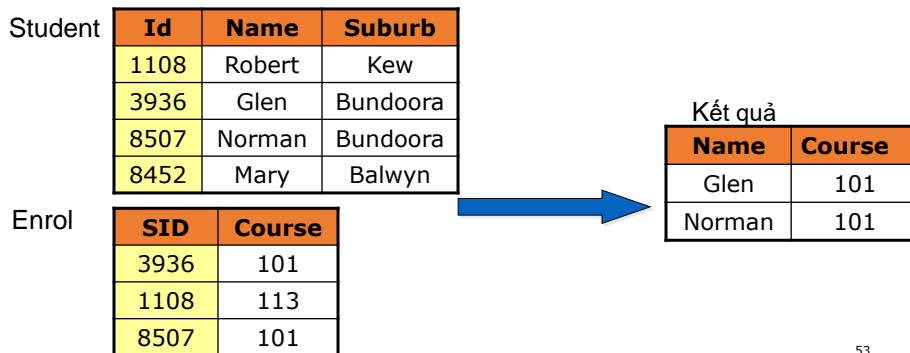 Student
Id Name Suburb
1108 Robert Kew
3936 Glen Bundoora
8507 Norman Bundoora
8452 Mary Balwyn
Enrol
SID Course
3936 101
1108 113
8507 101
Kết quả
Name Course
Glen 101
Norman 101
53